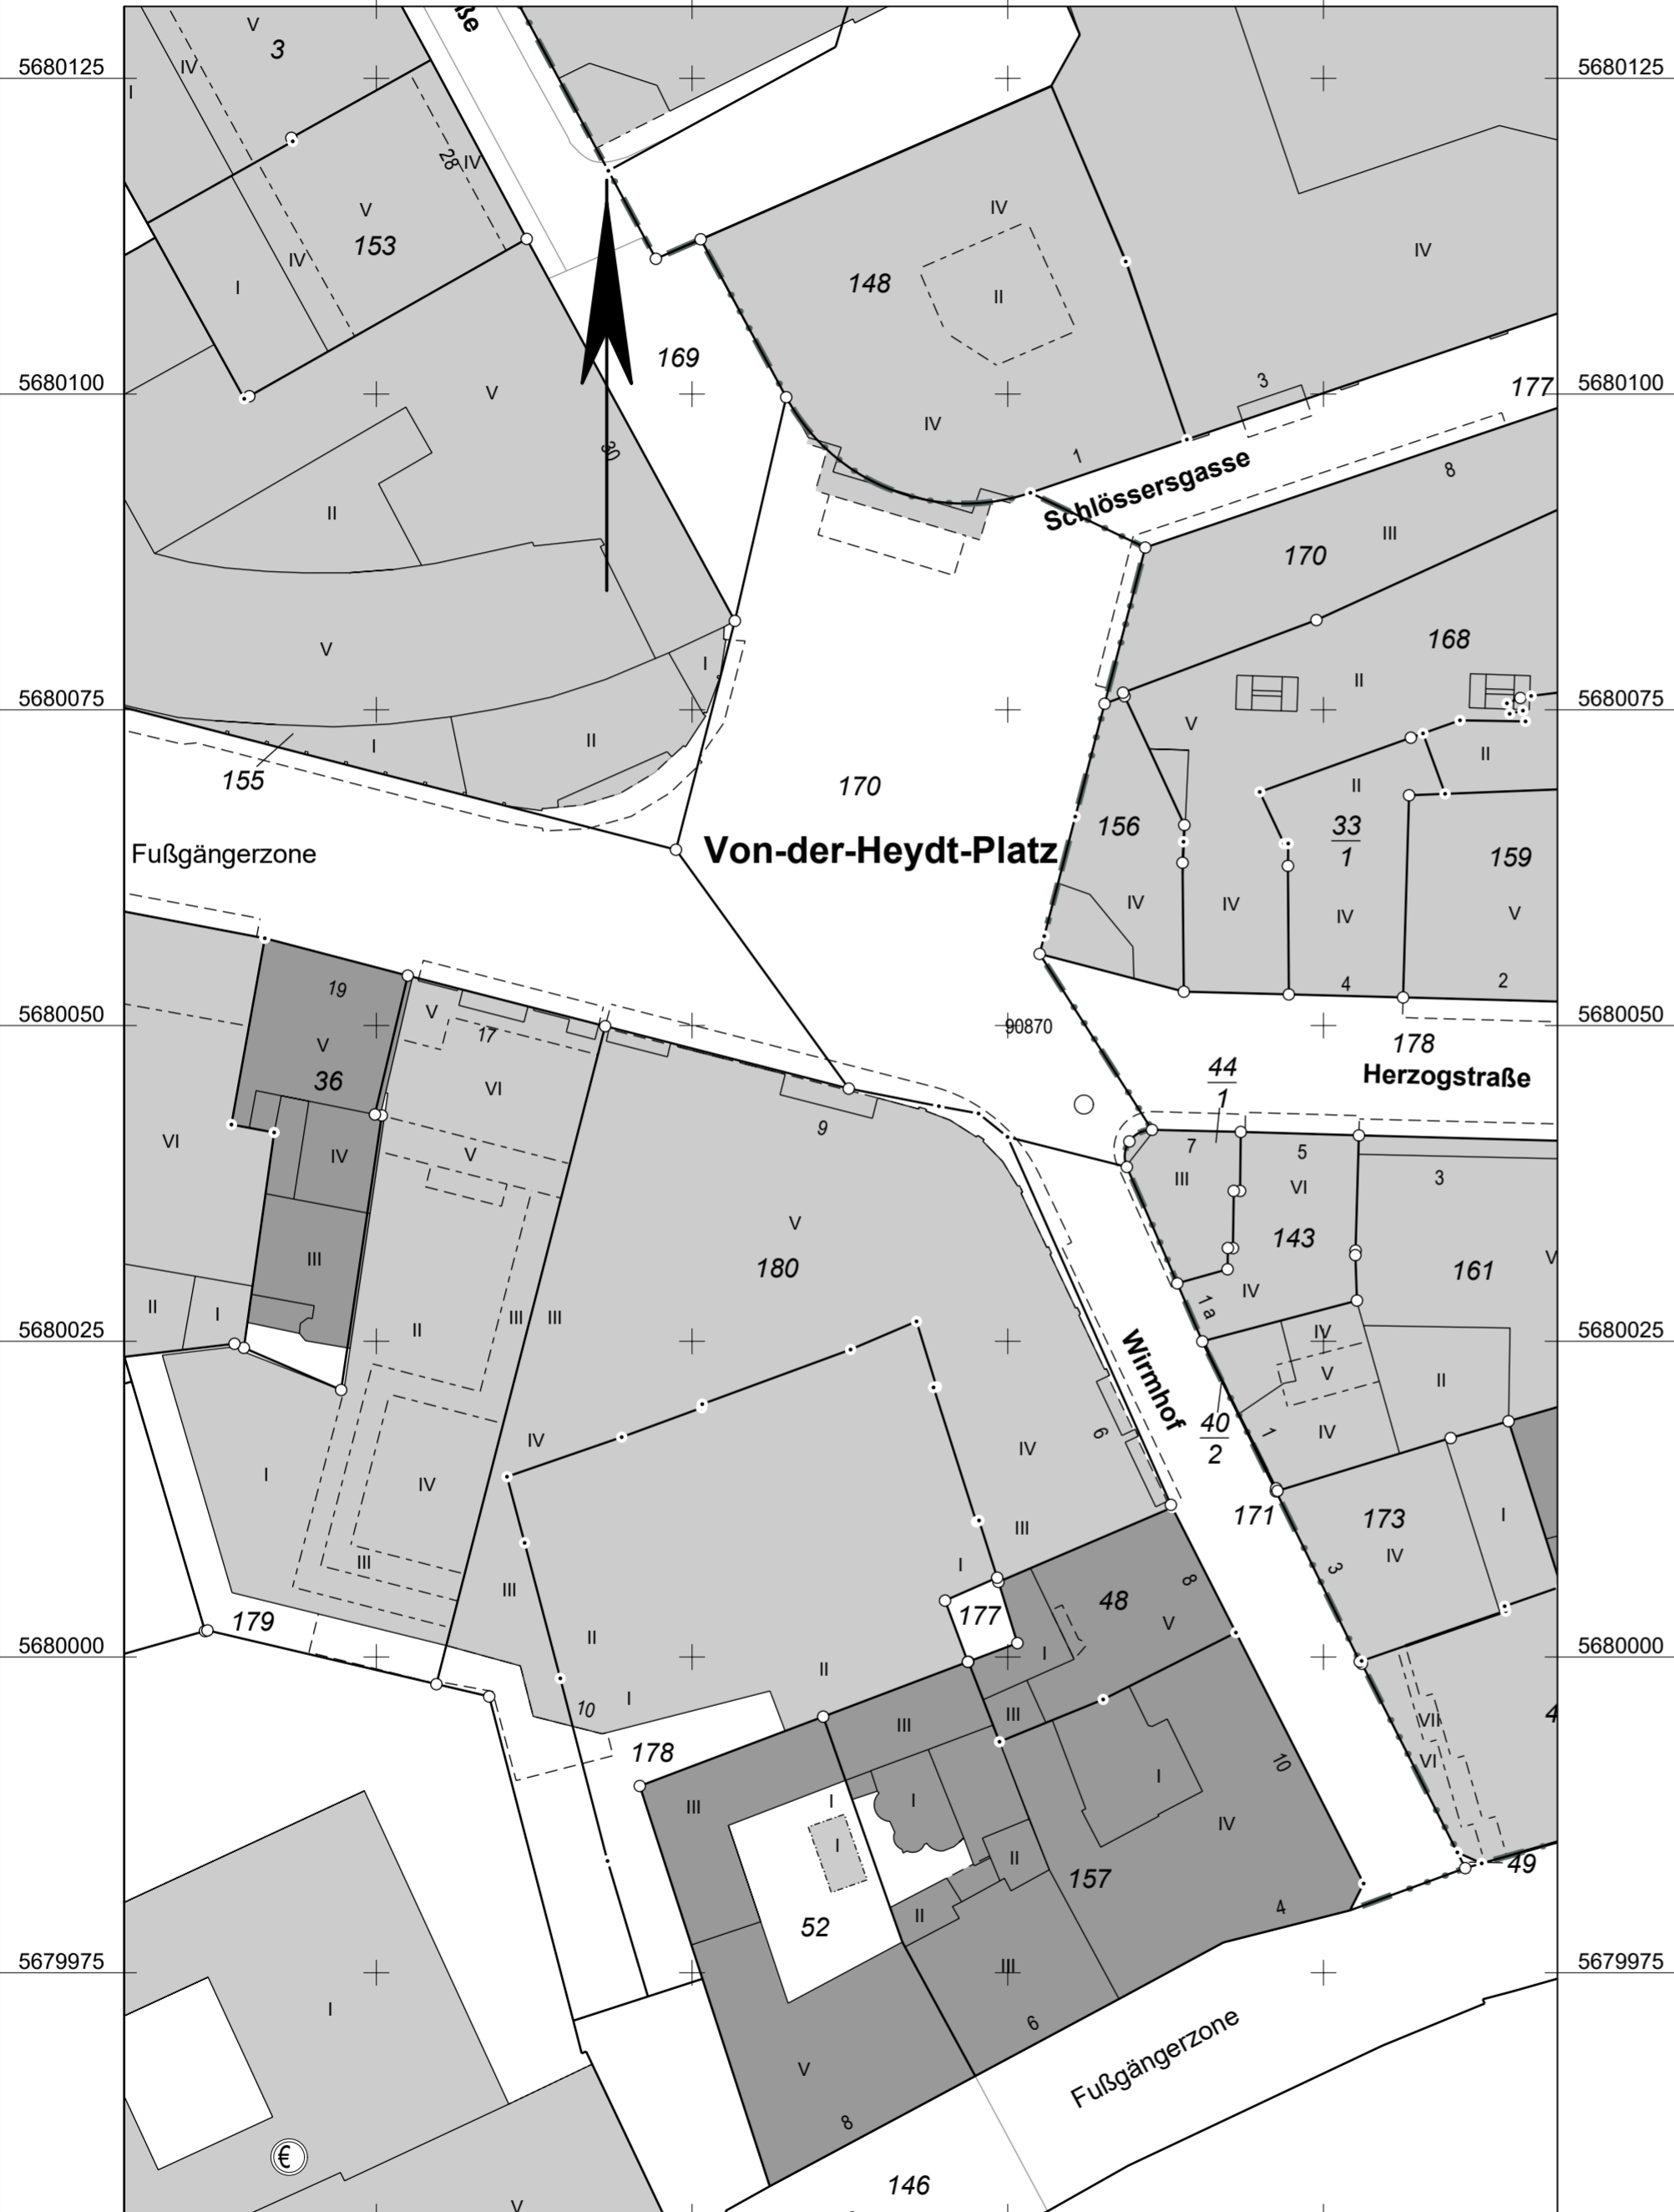 ße
V
3
IV
5680125
5680125
I
28
IV
V
153
IV
IV
IV
I
148
II
169
3
177
5680100
5680100
V
IV
30
1
Schlössersgasse
8
II
III
170
V
168
I
II
5680075
5680075
V
I
II
II
155
170
II
156
33
1
Fußgängerzone
Von-der-Heydt-Platz
159
IV
IV
IV
V
19
4
2
V
5680050
90870
5680050
17
V
178
36
44
1
Herzogstraße
VI
VI
9
7
5
IV
V
III
VI
3
V
143
III
180
V
161
II
I
II
III
III
1 a
IV
IV
5680025
5680025
Wirmhof
V
II
IV
6
40
2
1
IV
IV
I
IV
171
173
I
III
III
I
IV
3
III
8
48
177
V
179
II
I
5680000
5680000
II
10
I
III
III
VII
4
178
VI
10
I
III
I
I
IV
I
II
49
157
52
II
4
III
5679975
5679975
I
6
Fußgängerzone
V
8
€
146
V